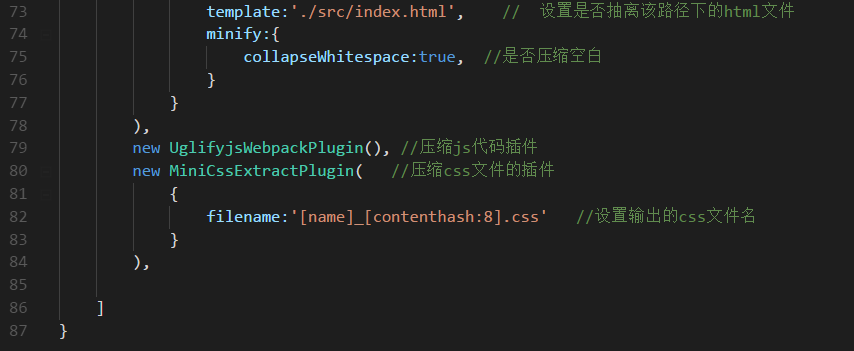 73 template:'./src/index.html', // 设置是否抽离该路径下的html文件
74 minify:{
75 collapseWhitespace:true, //是否压缩空白
76 }
77 }
78 ),
79 new UglifyjsWebpackPlugin(), //压缩js代码插件
80 new MiniCssExtractPlugin( //压缩css文件的插件
81 {
82 filename:'[name]_[contenthash:8].css' //设置输出的css文件名
83 }
84 ),
85
86 ]
87 }